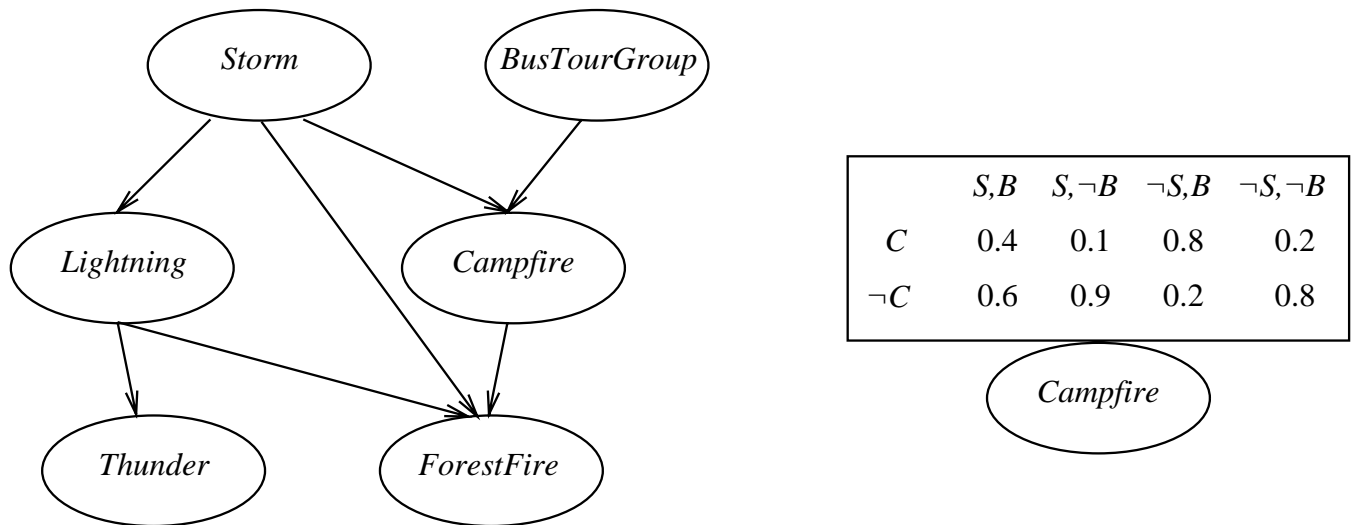 Storm
BusTourGroup
Lightning
Campfire
Thunder
ForestFire
S,B S,¬B ¬S,B ¬S,¬B
C 0.4 0.1 0.8 0.2
¬C 0.6 0.9 0.2 0.8
Campfire